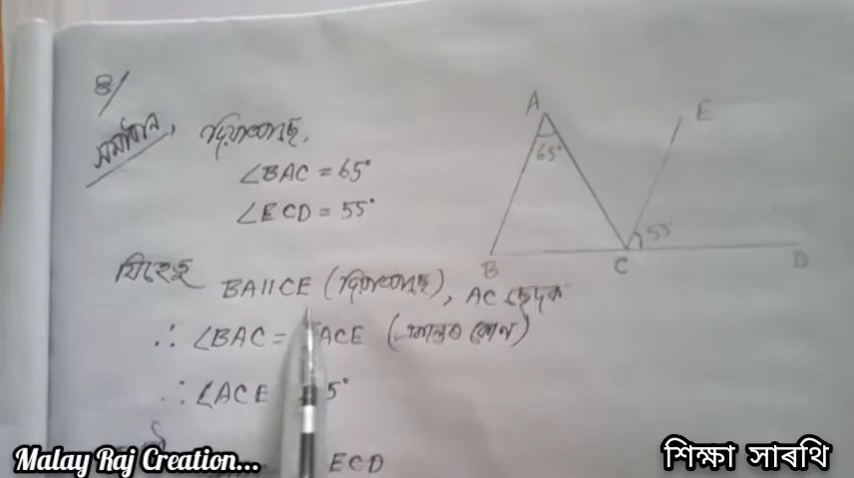 8/
সমাধান, দিয়া আছে,
∠BAC = 65°
∠ECD = 55°
যিহেতু BA॥CE (দিয়া আছে), AC ছেদক
∴ ∠BAC = ∠ACE (একান্তৰ কোণ)
∴ ∠ACE 5°
ECD
A
65°
B
C
55°
D
E
Malay Raj Creation...
শিক্ষা সাৰথি